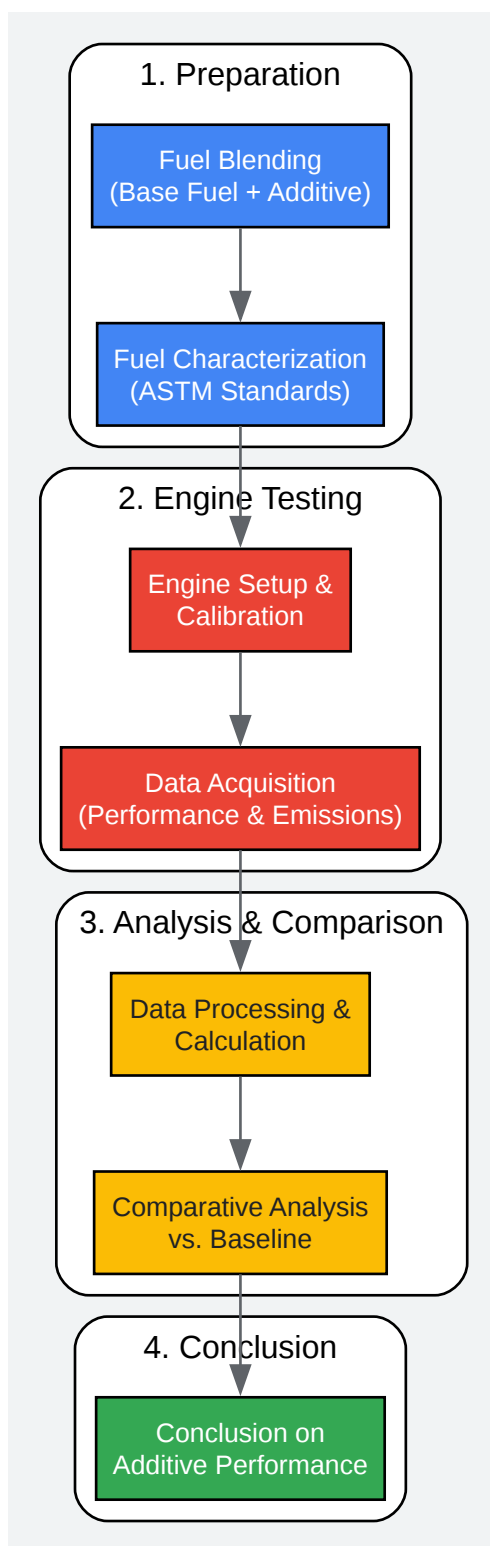 1. Preparation
Fuel Blending
(Base Fuel + Additive)
Fuel Characterization
(ASTM Standards)
2. Engine Testing
Engine Setup &
Calibration
Data Acquisition
(Performance & Emissions)
3. Analysis & Comparison
Data Processing &
Calculation
Comparative Analysis
vs. Baseline
4. Conclusion
Conclusion on
Additive Performance